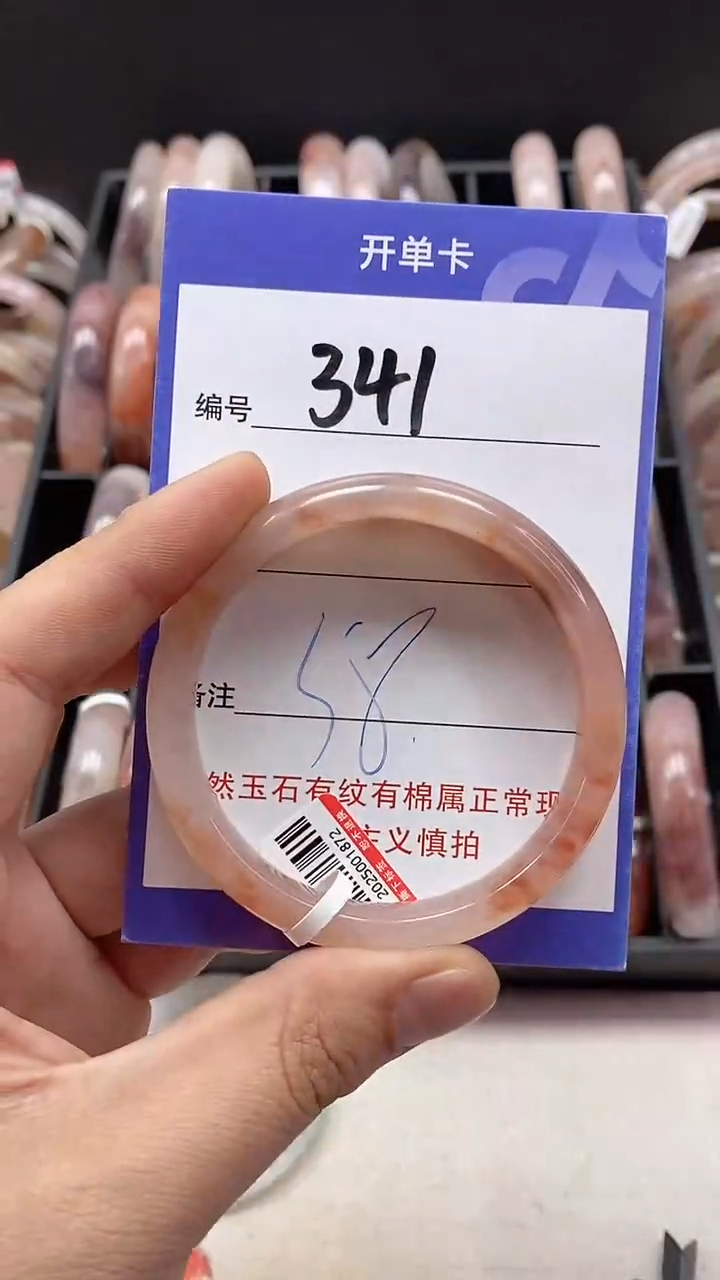 开单卡
编号 341
58.
备注
然玉石有纹有棉属正常现
主义慎拍
2025001872